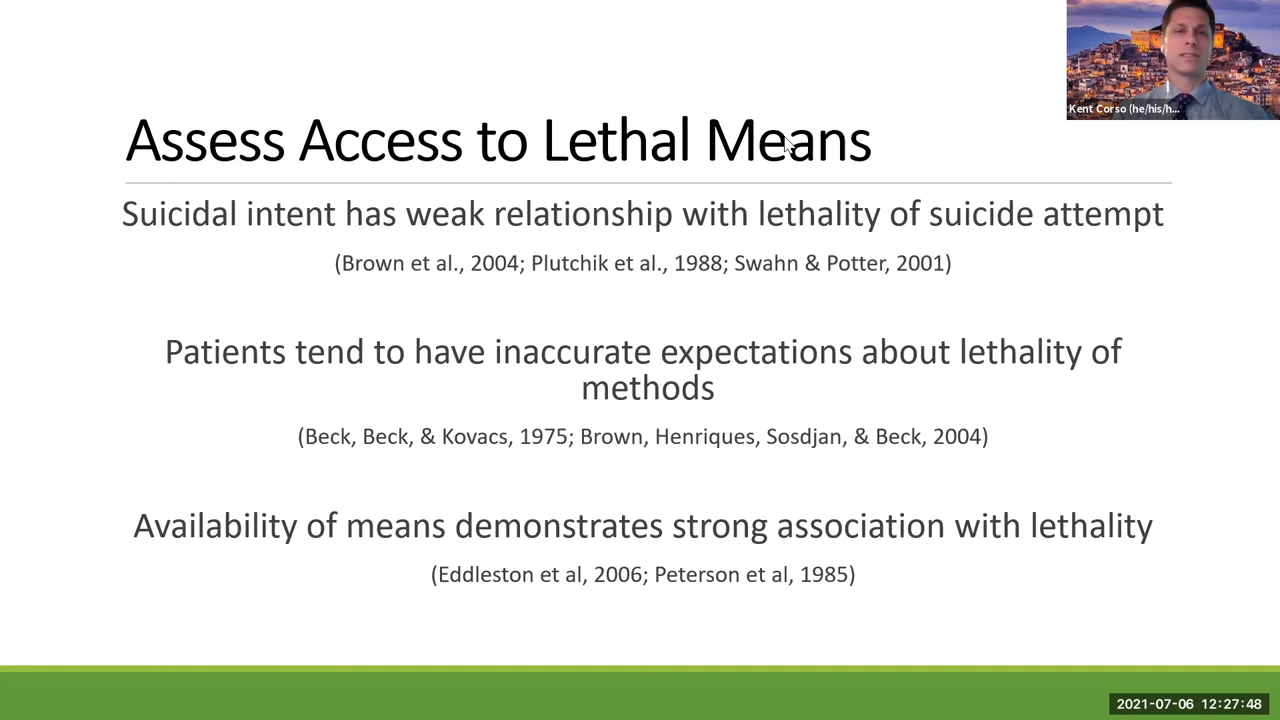 Kent Corso (he/his/h...
Assess Access to Lethal Means
Suicidal intent has weak relationship with lethality of suicide attempt
(Brown et al., 2004; Plutchik et al., 1988; Swahn & Potter, 2001)
Patients tend to have inaccurate expectations about lethality of
methods
(Beck, Beck, & Kovacs, 1975; Brown, Henriques, Sosdjan, & Beck, 2004)
Availability of means demonstrates strong association with lethality
(Eddleston et al, 2006; Peterson et al, 1985)
2021-07-06 12:27:48